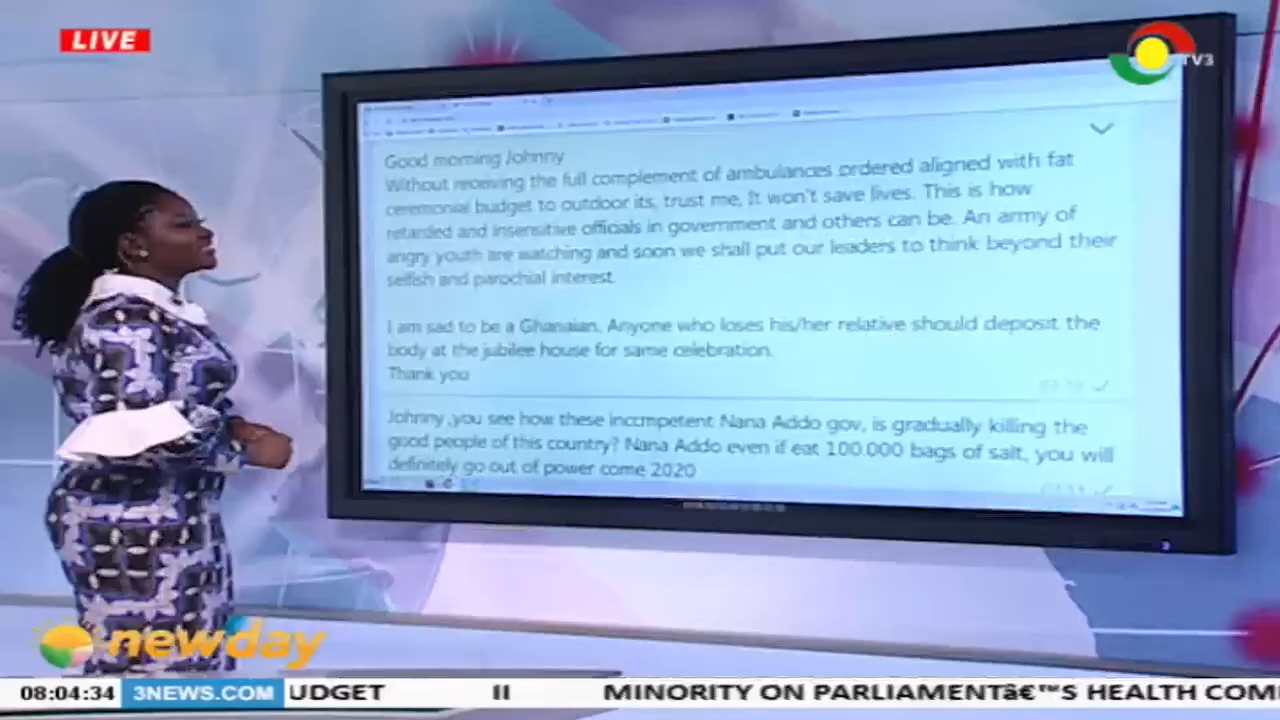 LIVE
TV3
Good morning Johnny
Without receiving the full complement of ambulances ordered aligned with fat
ceremonial budget to outdoor its, trust me, It won't save lives. This is how
retarded and insensitive officials in government and others can be. An army of
angry youth are watching and soon we shall put our leaders to think beyond their
selfish and parochial interest.
I am sad to be a Ghanaian. Anyone who loses his/her relative should deposit the
body at the jubilee house for same celebration.
Thank you
Johnny ,you see how these inccmpetent Nana Addo gov, is gradually killing the
good people of this country? Nana Addo even if eat 100.000 bags of salt, you will
definitely go out of power come 2020
newday
08:04:34 3NEWS.COM UDGET II MINORITY ON PARLIAMENTâ€™S HEALTH COM